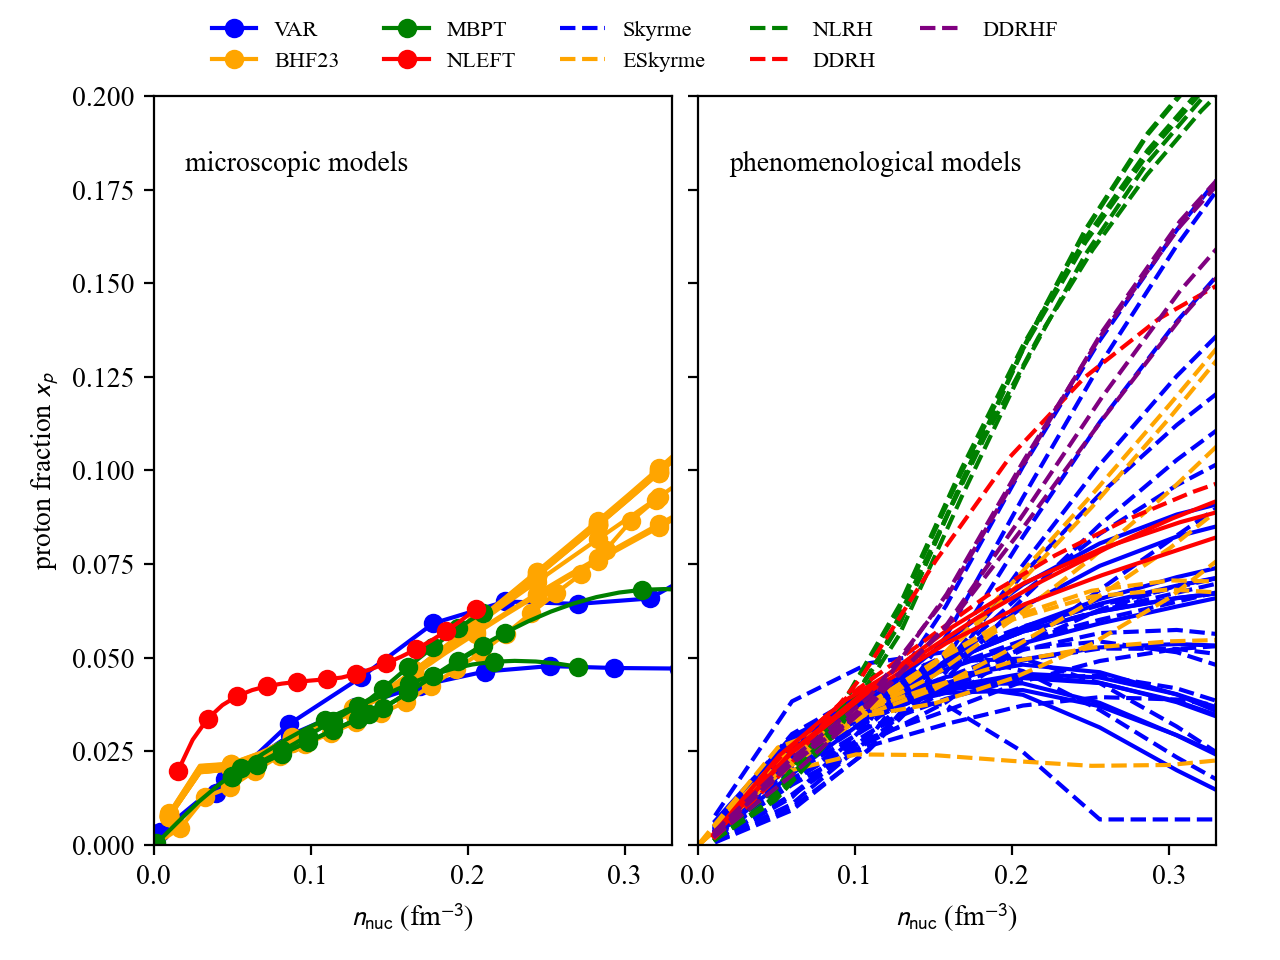 VAR MBPT Skyrme NLRH DDRHF
BHF23 NLEFT ESkyrme DDRH
0.200
0.175
0.150
0.125
0.100
0.075
0.050
0.025
0.000
proton fraction x_p
microscopic models
phenomenological models
0.0 0.1 0.2 0.3
0.0 0.1 0.2 0.3
n_nuc (fm⁻³)
n_nuc (fm⁻³)